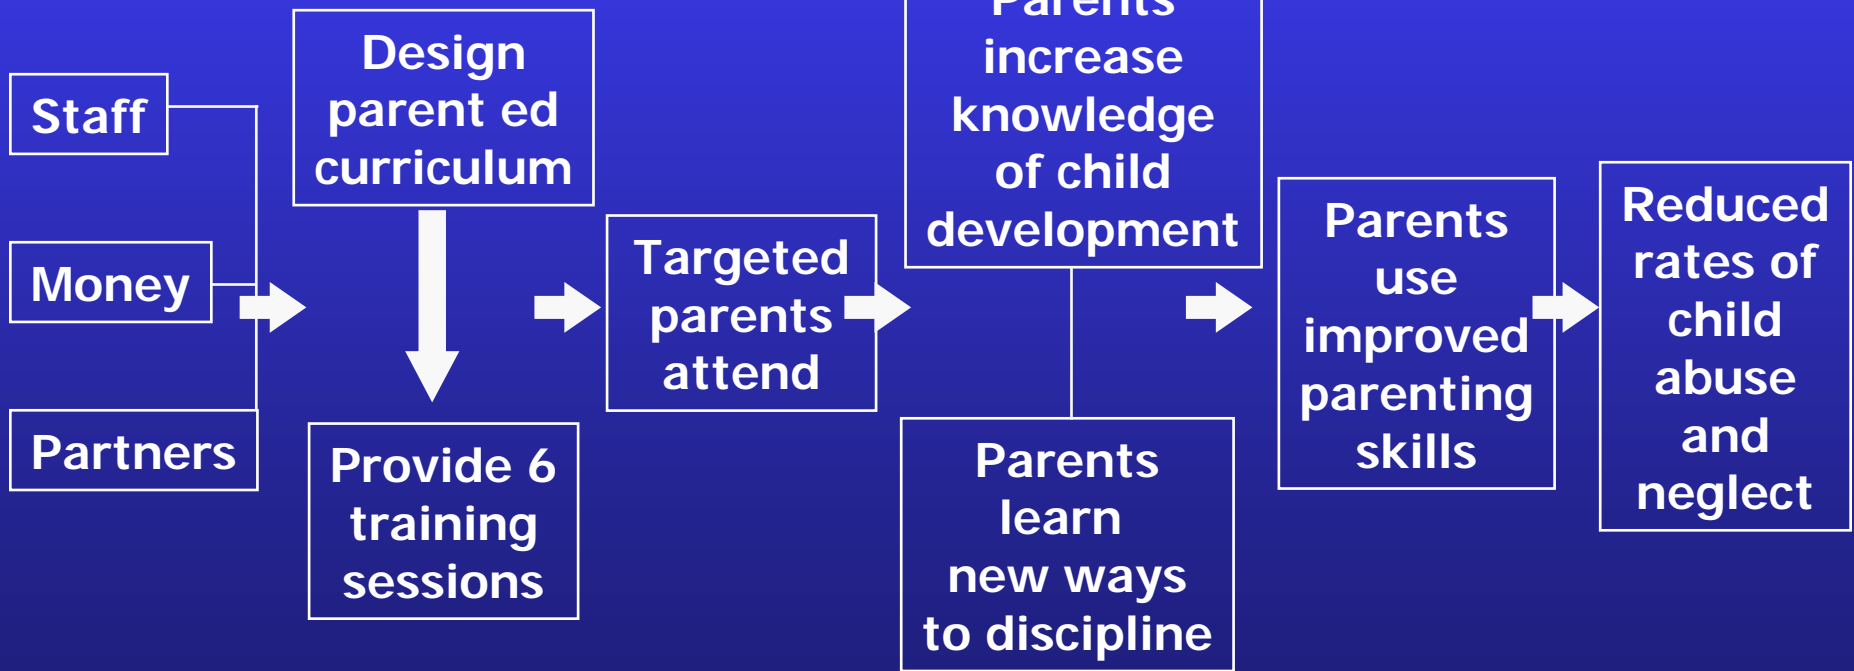 Staff
Money
Partners
Design
parent ed
curriculum
Provide 6
training
sessions
Targeted
parents
attend
Parents
increase
knowledge
of child
development
Parents
learn
new ways
to discipline
Parents
use
improved
parenting
skills
Reduced
rates of
child
abuse
and
neglect